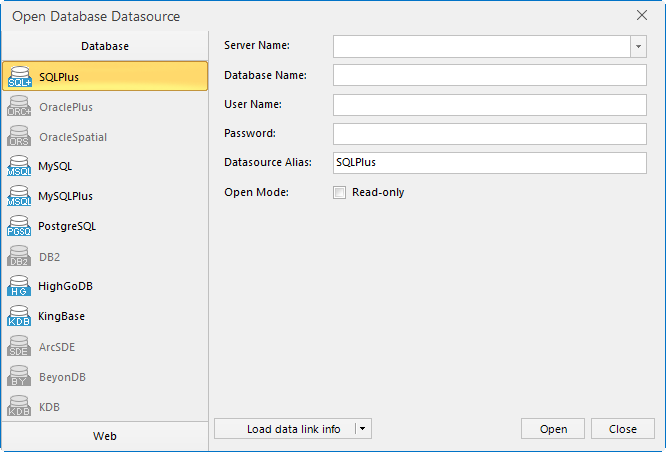 Open Database Datasource
Database
SQL+ SQLPlus
ORC+ OraclePlus
ORS OracleSpatial
MSQL MySQL
MSQL MySQLPlus
PGSQ PostgreSQL
DB2 DB2
HG HighGoDB
KDB KingBase
SDE ArcSDE
BY BeyonDB
KDB KDB
Web
Server Name:
Database Name:
User Name:
Password:
Datasource Alias: SQLPlus
Open Mode: Read-only
Load data link info
Open Close